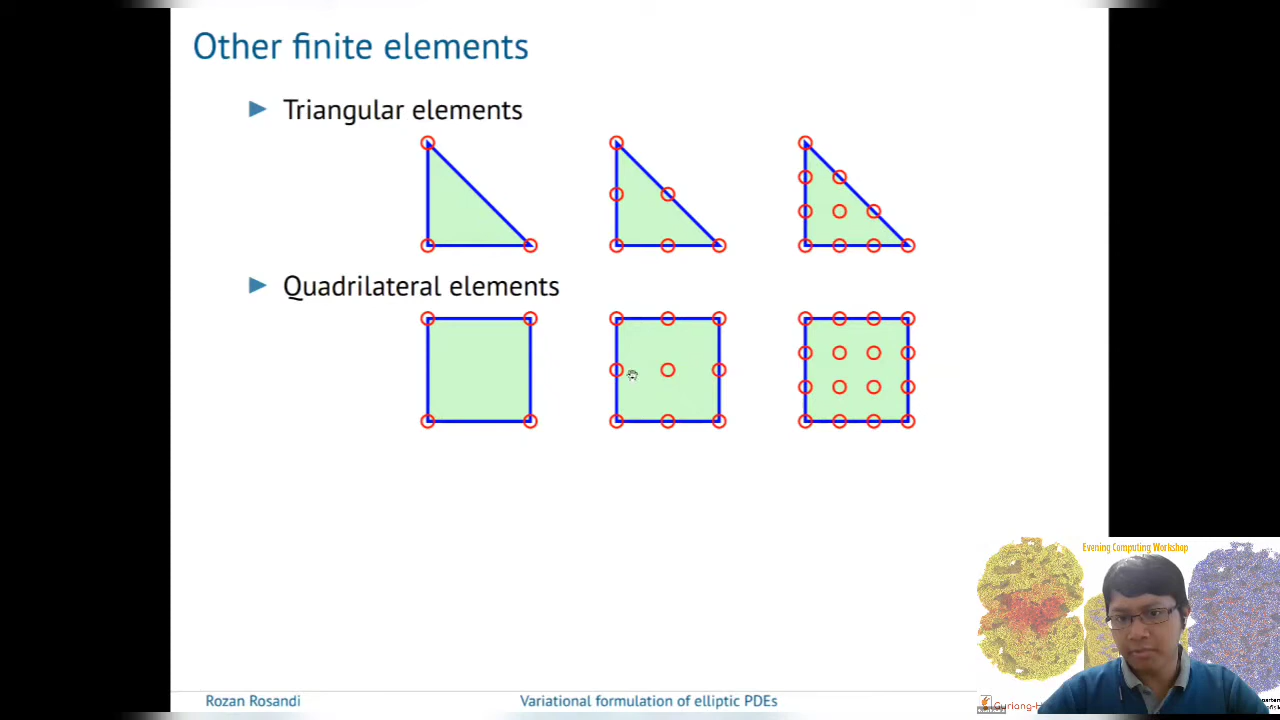 Other finite elements
Triangular elements
Quadrilateral elements
Evening Computing Workshop
Rozan Rosandi
Variational formulation of elliptic PDEs